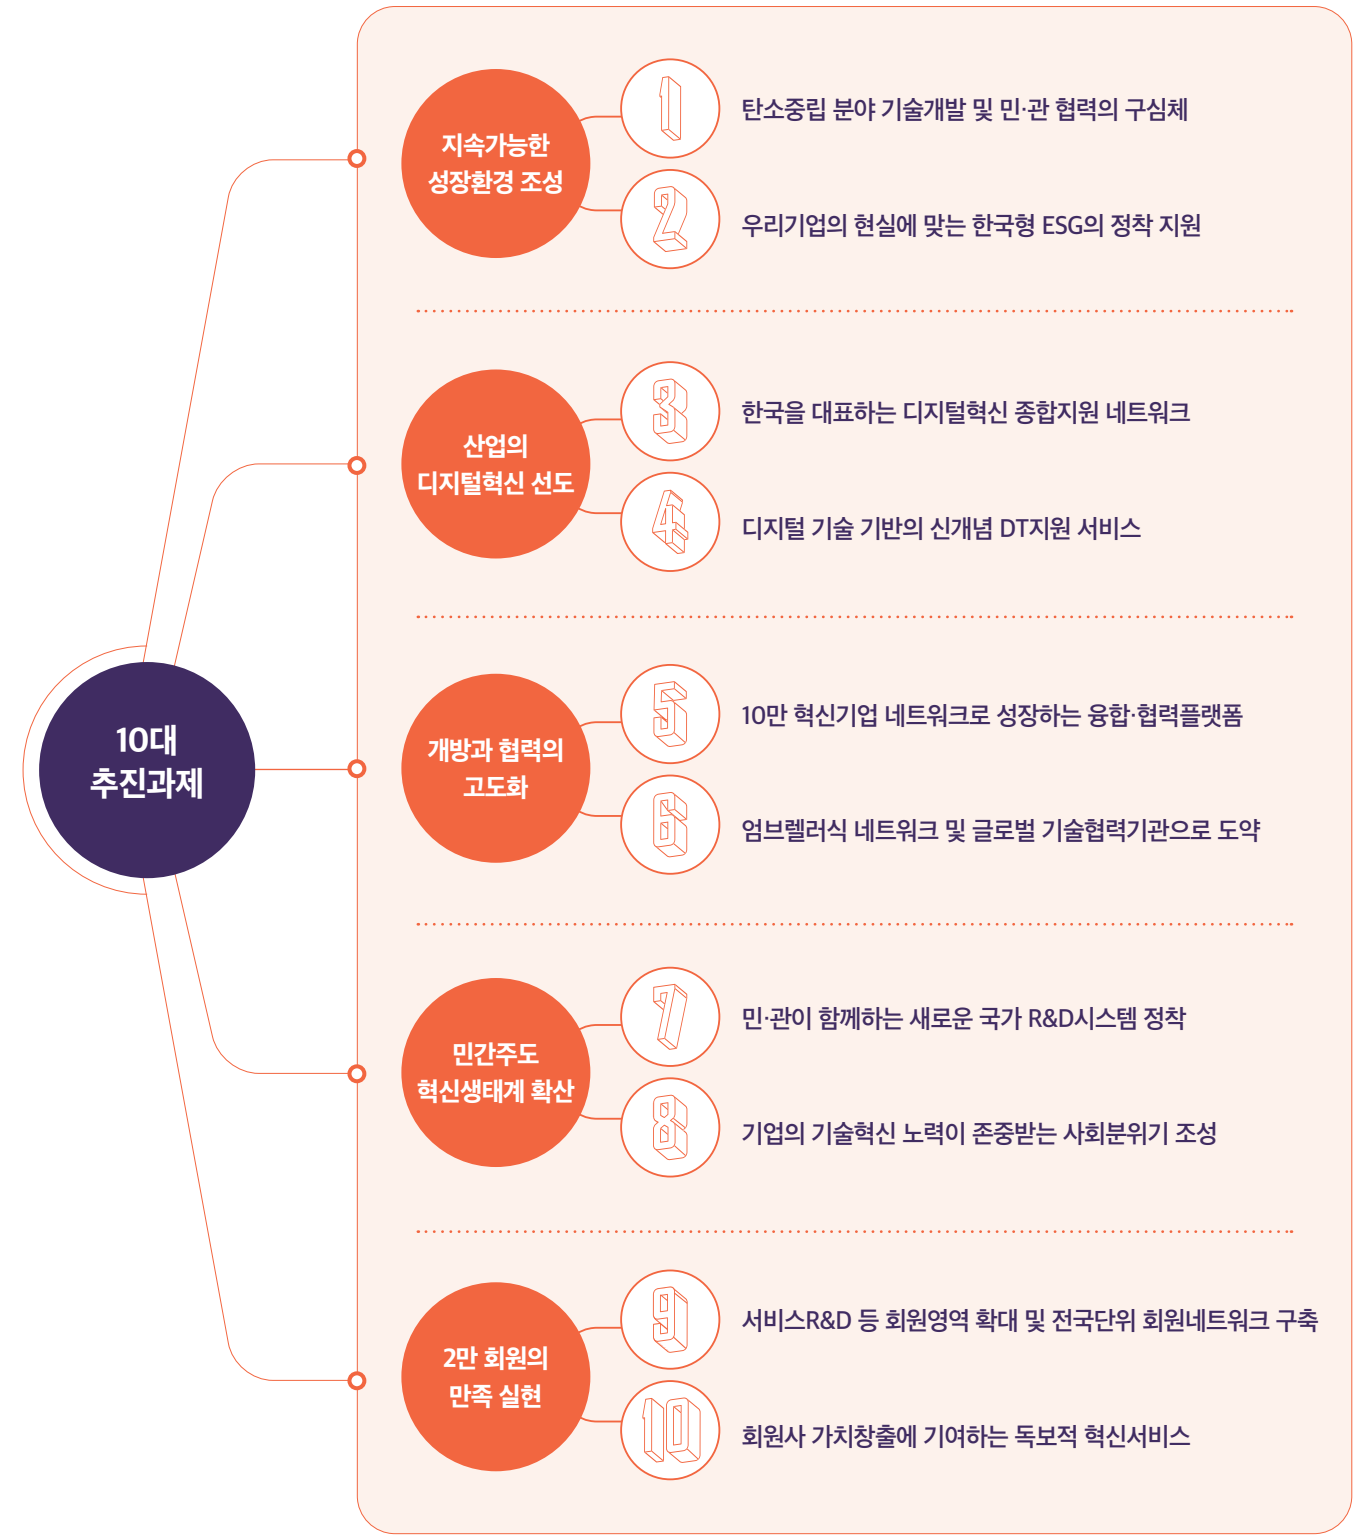 10대
추진과제
지속가능한
성장환경 조성
1
탄소중립 분야 기술개발 및 민·관 협력의 구심체
2
우리기업의 현실에 맞는 한국형 ESG의 정착 지원
산업의
디지털혁신 선도
3
한국을 대표하는 디지털혁신 종합지원 네트워크
4
디지털 기술 기반의 신개념 DT지원 서비스
개방과 협력의
고도화
5
10만 혁신기업 네트워크로 성장하는 융합·협력플랫폼
6
엄브렐러식 네트워크 및 글로벌 기술협력기관으로 도약
민간주도
혁신생태계 확산
7
민·관이 함께하는 새로운 국가 R&D시스템 정착
8
기업의 기술혁신 노력이 존중받는 사회분위기 조성
2만 회원의
만족 실현
9
서비스R&D 등 회원영역 확대 및 전국단위 회원네트워크 구축
10
회원사 가치창출에 기여하는 독보적 혁신서비스